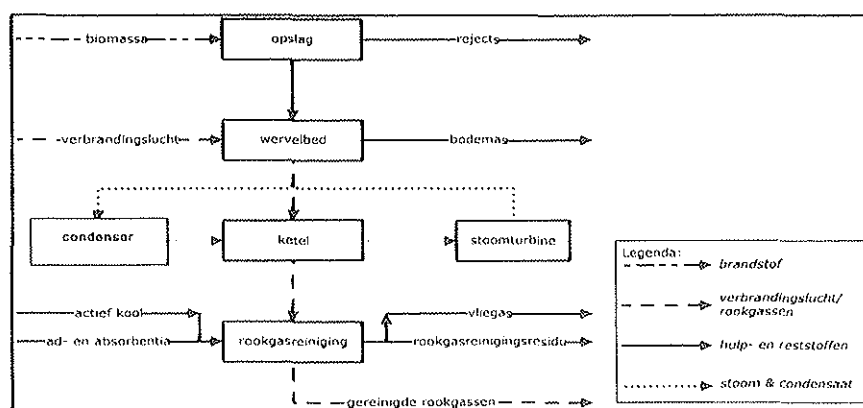 biomassa
opslag
rejects
verbrandingslucht
wervelbed
bodemas
condensor
ketel
stoomturbine
actief kool
vliegas
ad- en absorbentia
rookgasreiniging
rookgasreinigingsresidu
gereinigde rookgassen
Legenda:
brandstof
verbrandingslucht/
rookgassen
hulp- en reststoffen
stoom & condensaat